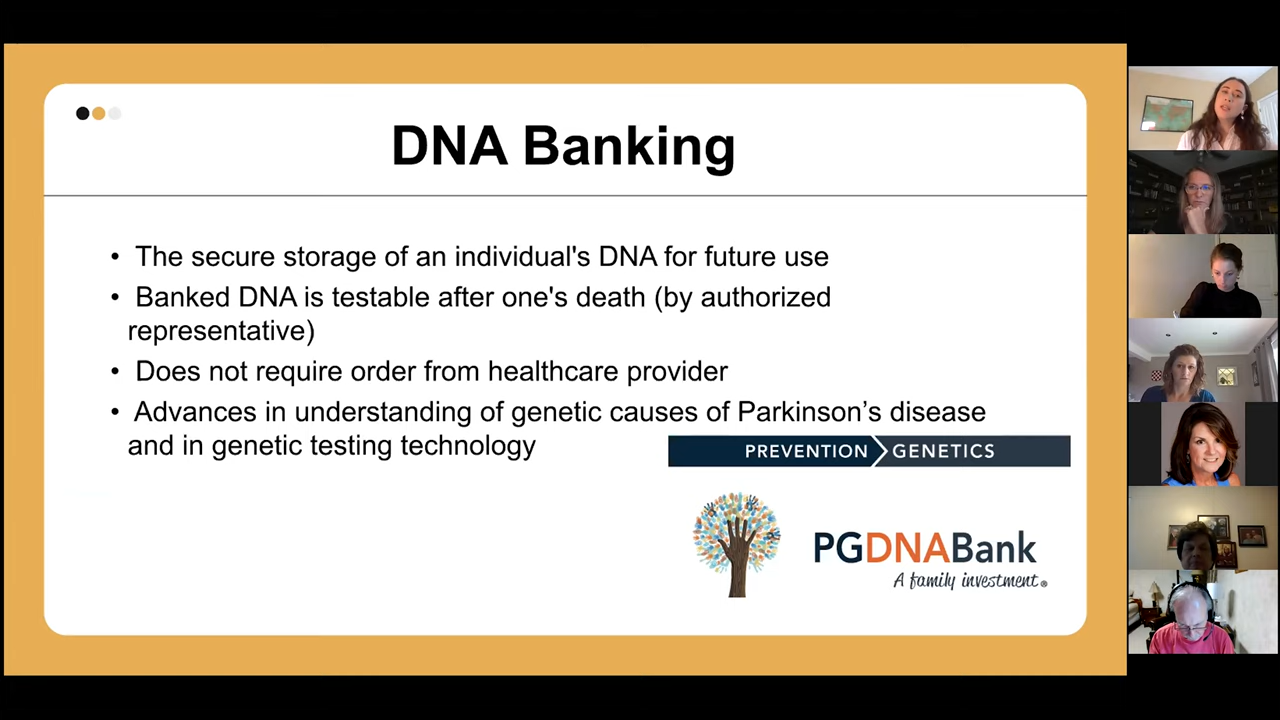 DNA Banking
• The secure storage of an individual's DNA for future use
• Banked DNA is testable after one's death (by authorized
representative)
• Does not require order from healthcare provider
• Advances in understanding of genetic causes of Parkinson’s disease
and in genetic testing technology
PREVENTION GENETICS
PGDNABank
A family investment®